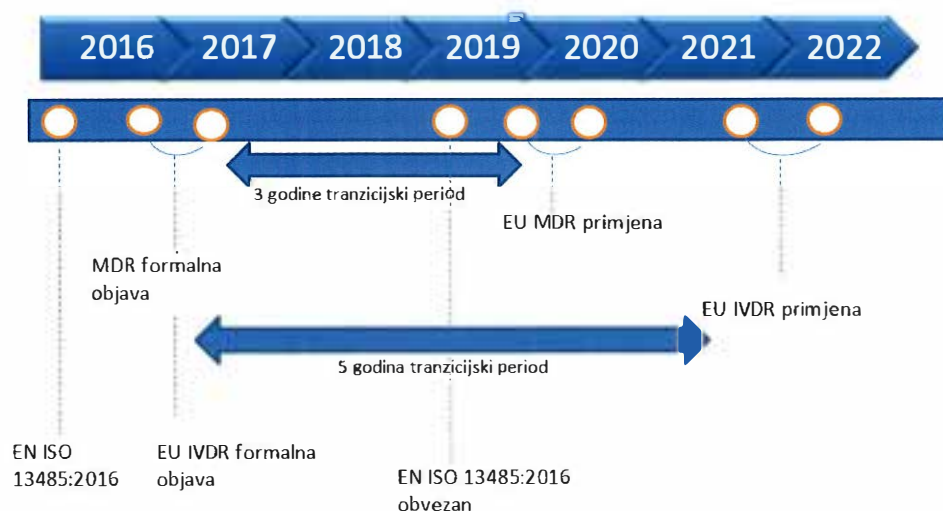 2016 2017 2018 2019 2020 2021 2022
3 godine tranzicijski period
EU MDR primjena
MDR formalna
objava
EU IVDR primjena
5 godina tranzicijski period
EN ISO
13485:2016
EU IVDR formalna
objava
EN ISO 13485:2016
obvezan